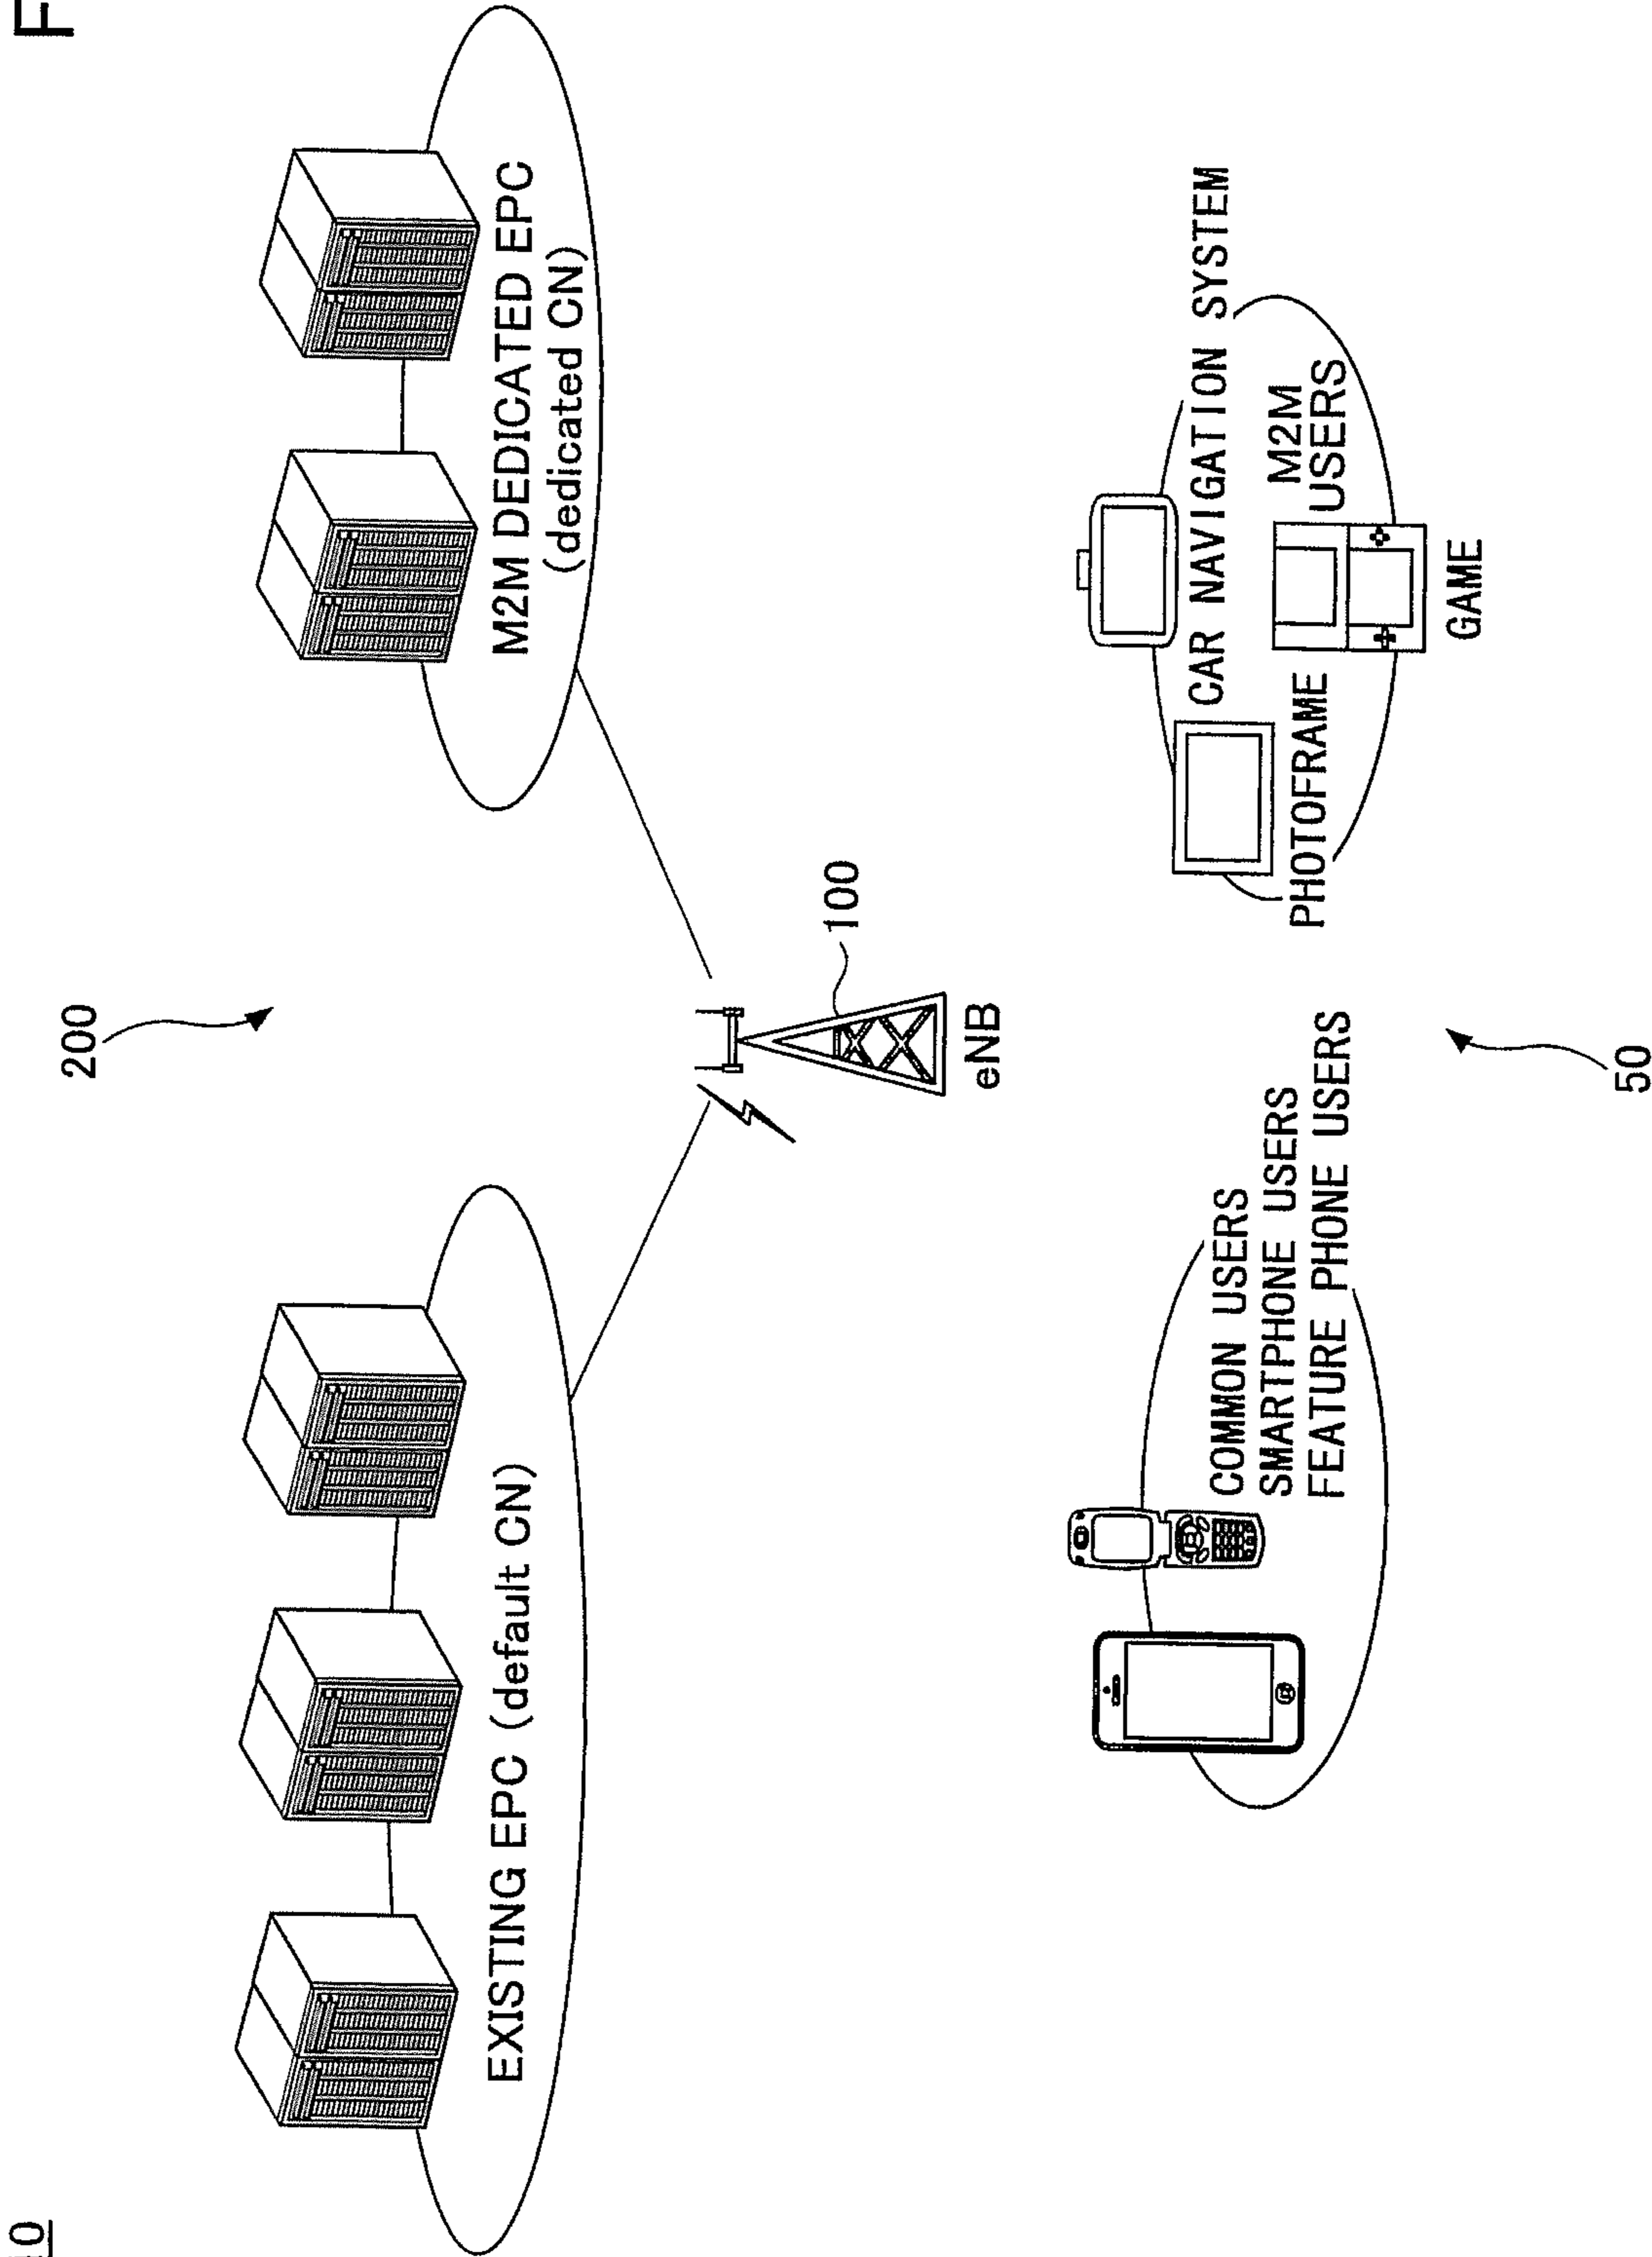 10
F
200
EXISTING EPC (default CN)
M2M DEDICATED EPC
(dedicated CN)
100
eNB
COMMON USERS
SMARTPHONE USERS
FEATURE PHONE USERS
CAR NAVIGATION SYSTEM
PHOTOFRAME
M2M
USERS
GAME
50